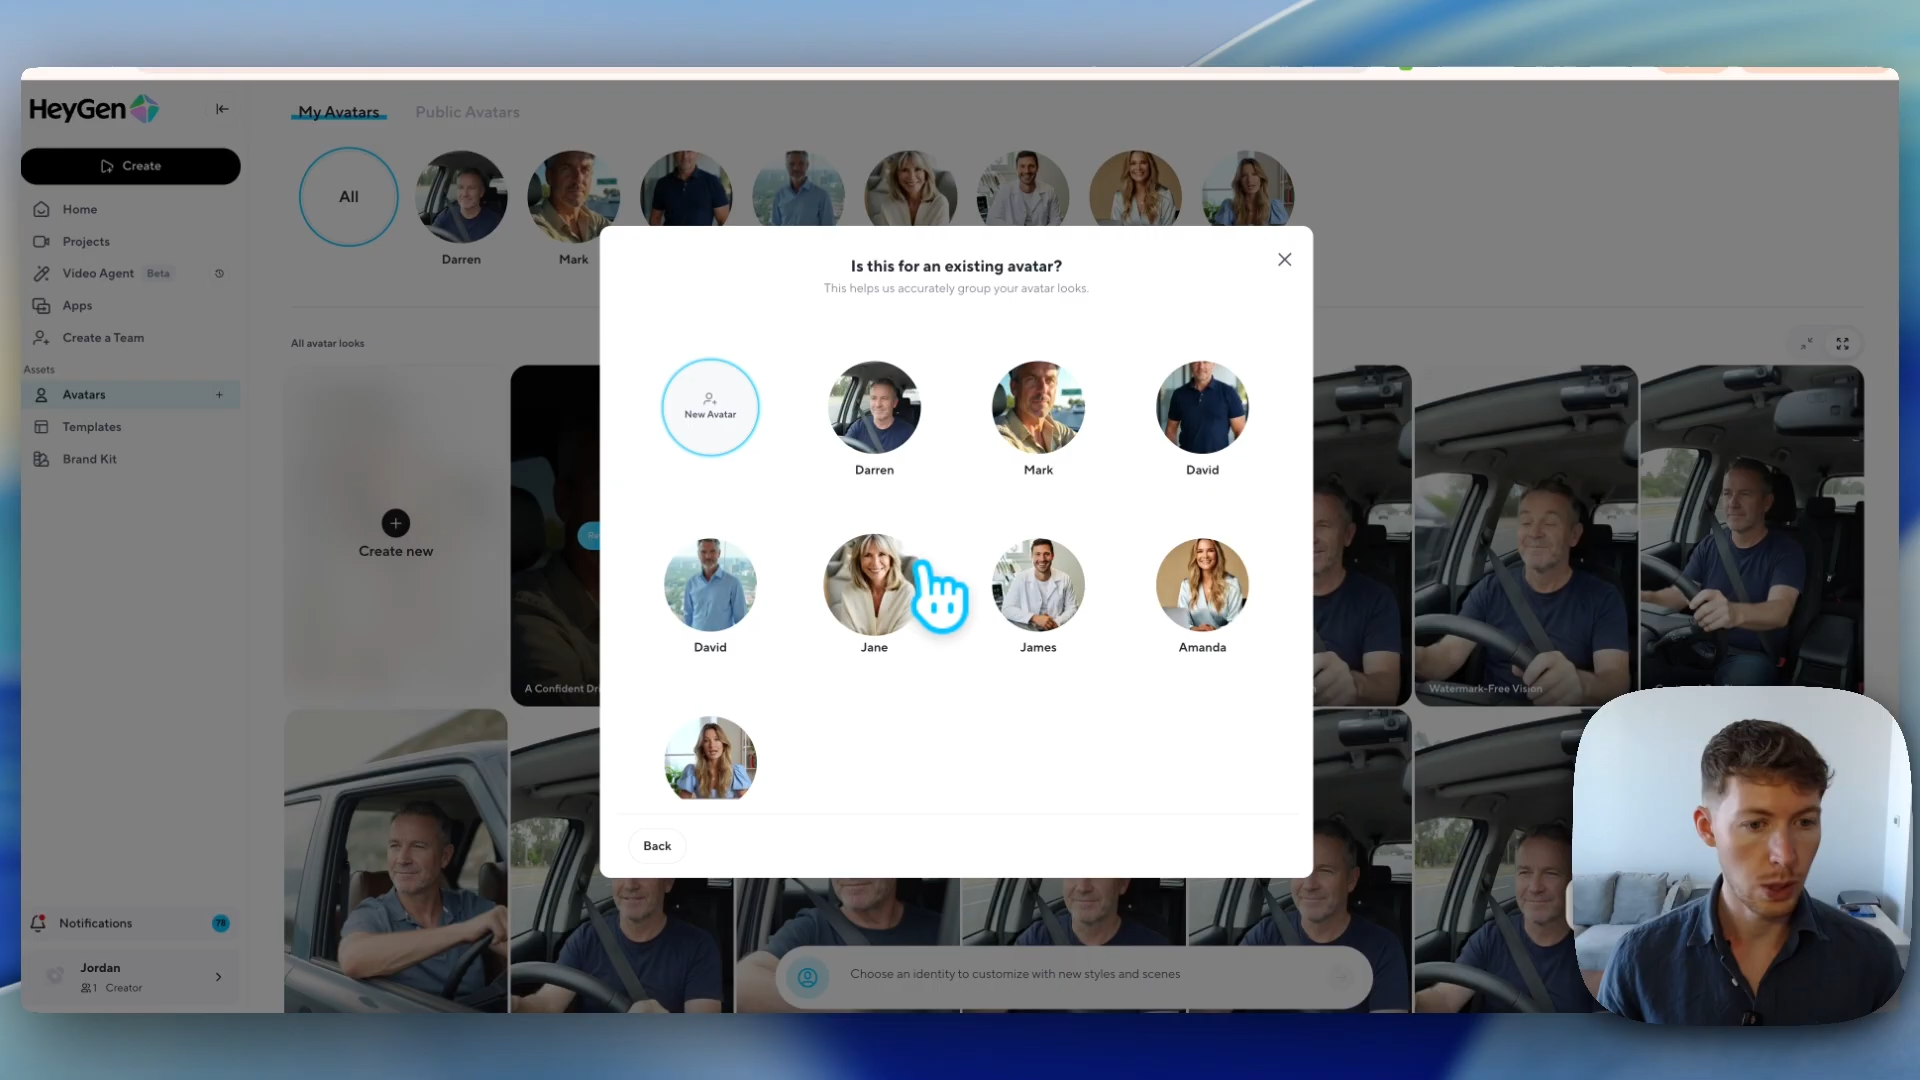 HeyGen
Create
Home
Projects
Video Agent Beta
Apps
Create a Team
Assets
Avatars
Templates
Brand Kit
Notifications 78
Jordan
1 Creator
My Avatars Public Avatars
All
Darren
Mark
All avatar looks
Create new
A Confident Dri
Watermark-Free Vision
Is this for an existing avatar?
This helps us accurately group your avatar looks.
New Avatar
Darren
Mark
David
David
Jane
James
Amanda
Back
Choose an identity to customize with new styles and scenes